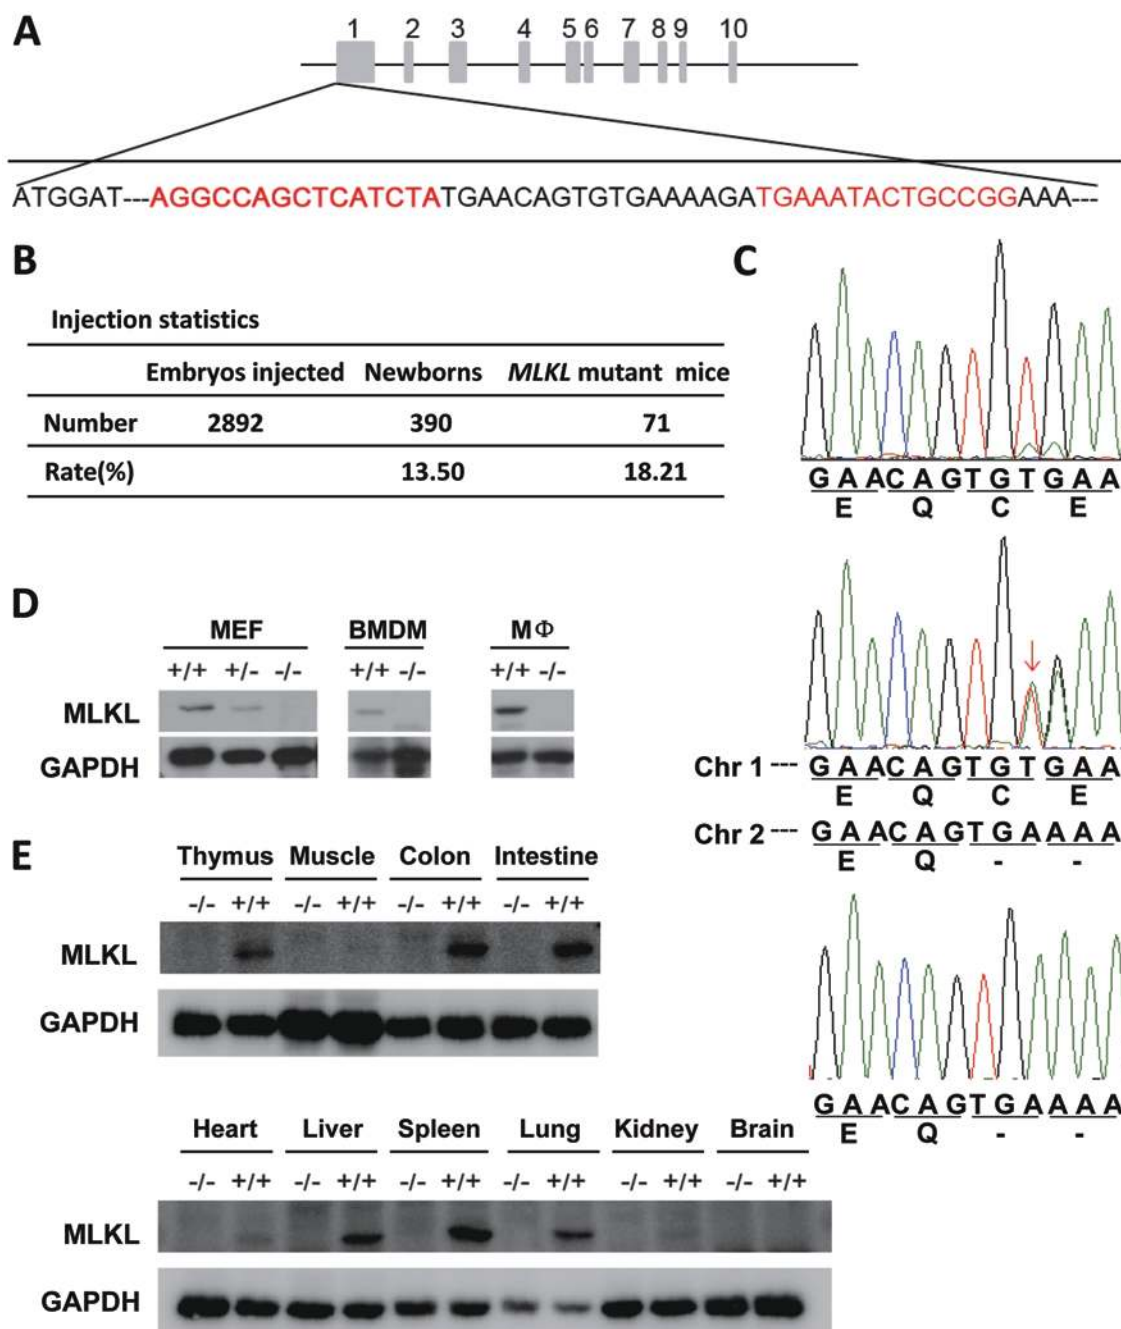 A
1 2 3 4 5 6 7 8 9 10
ATGGAT---AGGCCAGCTCATCTATGAACAGTGTGAAAAGATGAAATACTGCCGGAAA---
B
Injection statistics
Embryos injected Newborns MLKL mutant mice
Number 2892 390 71
Rate(%) 13.50 18.21
C
GAACAGTGTGAA
E Q C E
Chr 1 --- GAACAGTGTGAA
E Q C E
Chr 2 --- GAACAGTGAAAA
E Q - -
GAACAGTGAAAA
E Q - -
D
MEF BMDM MΦ
+/+ +/- -/- +/+ -/- +/+ -/-
MLKL
GAPDH
E
Thymus Muscle Colon Intestine
-/- +/+ -/- +/+ -/- +/+ -/- +/+
MLKL
GAPDH
Heart Liver Spleen Lung Kidney Brain
-/- +/+ -/- +/+ -/- +/+ -/- +/+ -/- +/+ -/- +/+
MLKL
GAPDH